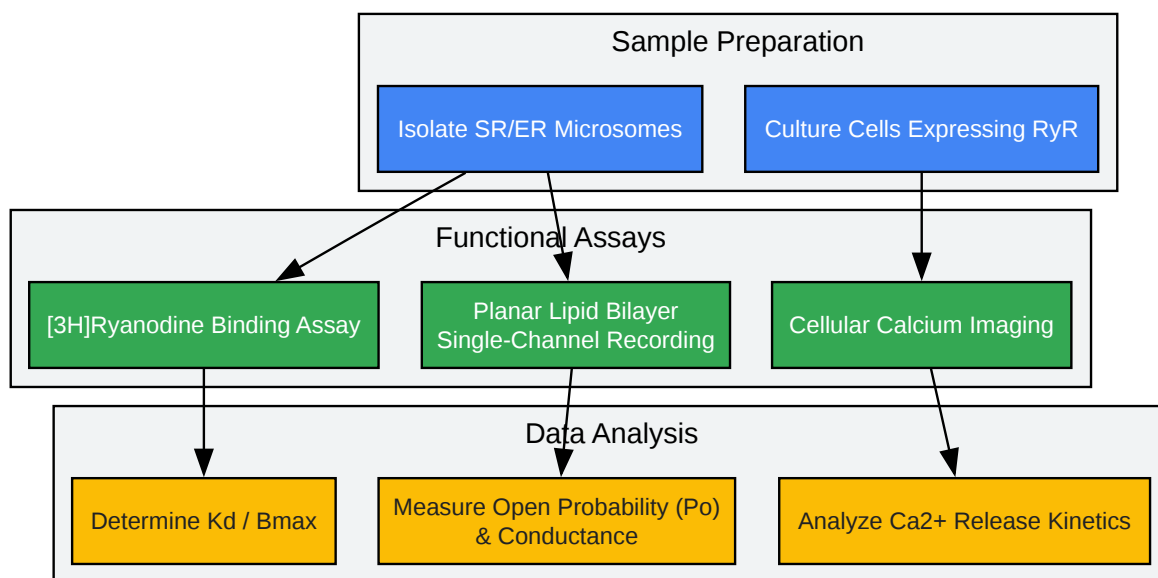 Sample Preparation
Isolate SR/ER Microsomes
Culture Cells Expressing RyR
Functional Assays
[3H]Ryanodine Binding Assay
Planar Lipid Bilayer
Single-Channel Recording
Cellular Calcium Imaging
Data Analysis
Determine Kd / Bmax
Measure Open Probability (Po)
& Conductance
Analyze Ca2+ Release Kinetics